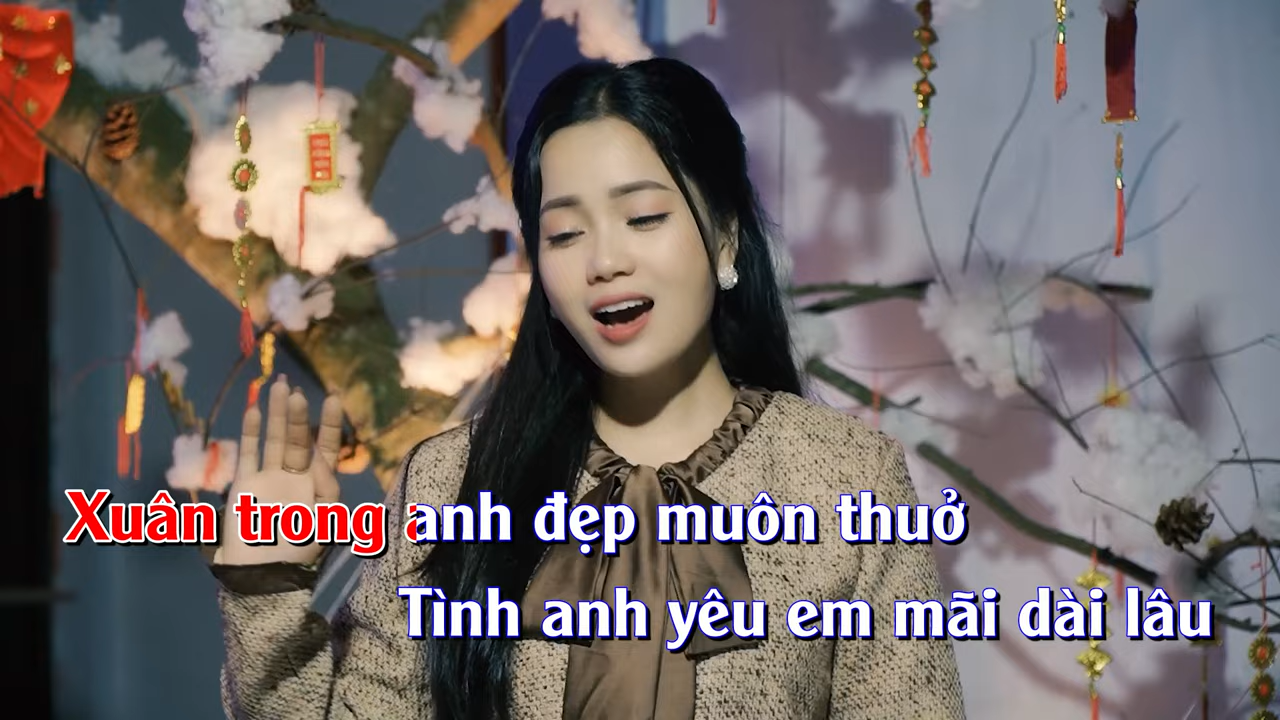 Xuân trong anh đẹp muôn thuở
Tình anh yêu em mãi dài lâu